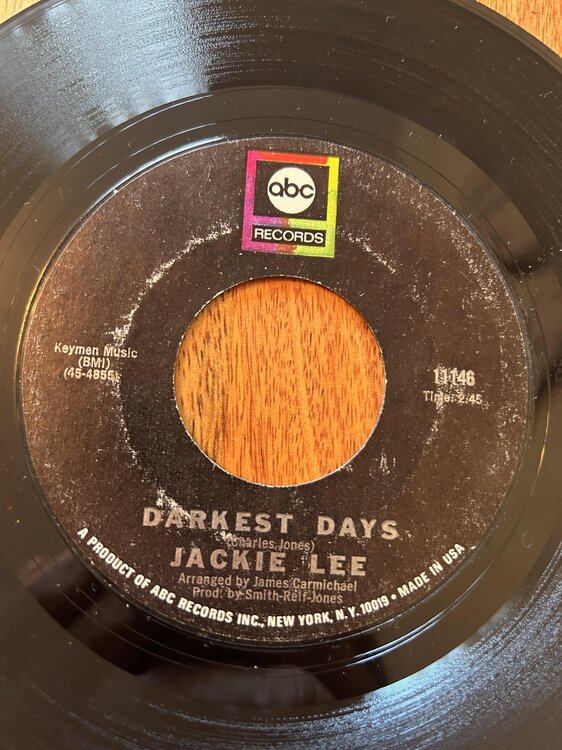 abc
RECORDS
Keymen Music
(BMI)
(45-4855)
11146
Time: 2:45
DARKEST DAYS
(Charles Jones)
JACKIE LEE
Arranged by James Carmichael
Prod. by Smith-Relf-Jones
A PRODUCT OF ABC RECORDS INC., NEW YORK, N.Y. 10019 • MADE IN USA